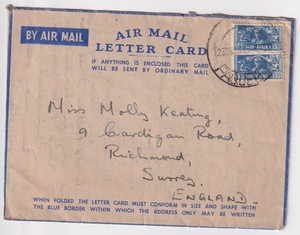 BY AIR MAIL
AIR MAIL
LETTER CARD
IF ANYTHING IS ENCLOSED THIS CARD
WILL BE SENT BY ORDINARY MAIL
SOUTH AFRICA
Miss Molly Keating,
9 Cardigan Road,
Richmond,
Surrey.
ENGLAND.
WHEN FOLDED THE LETTER CARD MUST CONFORM IN SIZE AND SHAPE WITH
THE BLUE BORDER WITHIN WHICH THE ADDRESS ONLY MAY BE WRITTEN